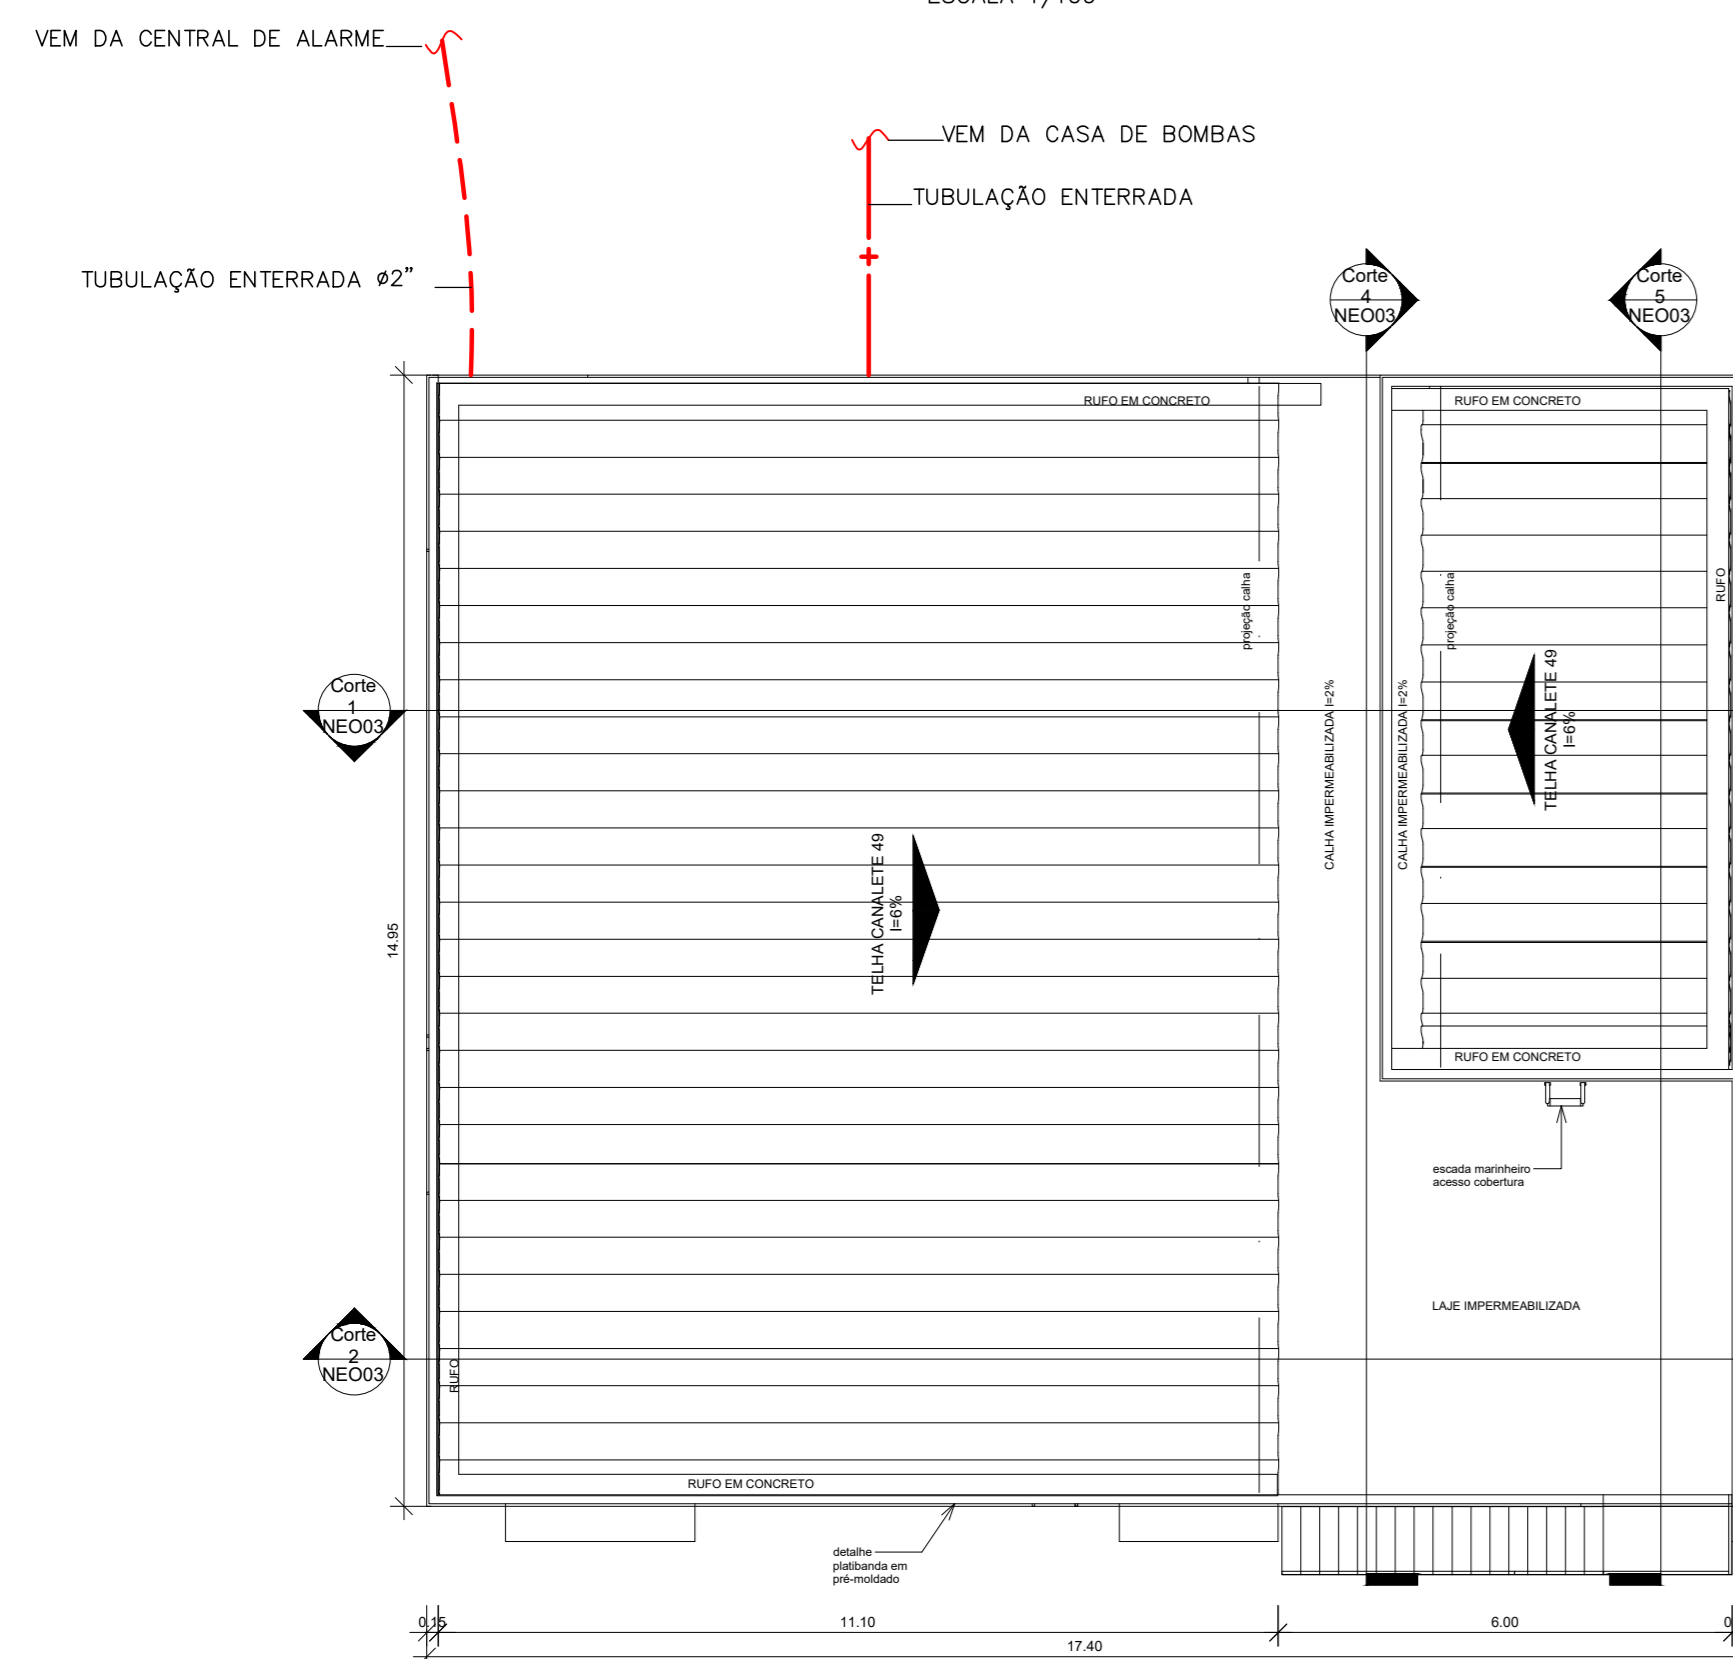 VEM DA CENTRAL DE ALARME
VEM DA CASA DE BOMBAS
TUBULAÇÃO ENTERRADA
TUBULAÇÃO ENTERRADA ø2"
Corte
4
NEO03
Corte
5
NEO03
RUFO EM CONCRETO
RUFO EM CONCRETO
projeção calha
projeção calha
RUFO
Corte
1
NEO03
CALHA IMPERMEABILIZADA I=2%
CALHA IMPERMEABILIZADA I=2%
TELHA CANALETE 49
I=6%
TELHA CANALETE 49
I=6%
14.95
RUFO EM CONCRETO
escada marinheiro
acesso cobertura
LAJE IMPERMEABILIZADA
Corte
2
NEO03
RUFO
RUFO EM CONCRETO
detalhe
platibanda em
pré-moldado
0.15
11.10
6.00
17.40